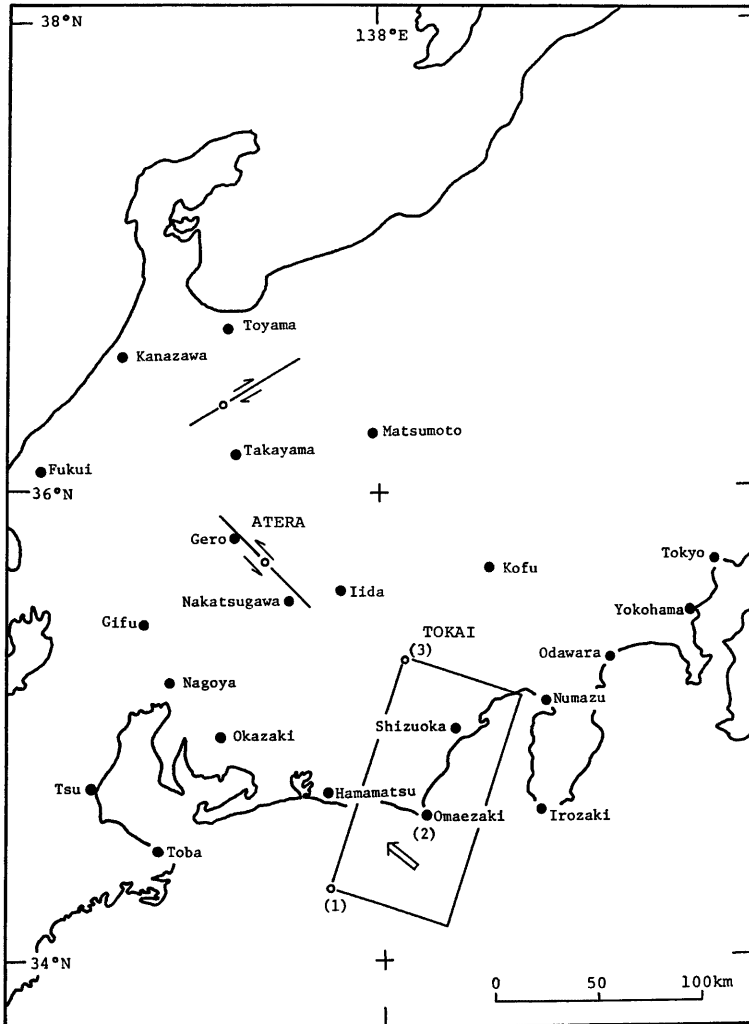 38°N
138°E
Toyama
Kanazawa
Matsumoto
Takayama
Fukui
36°N
ATERA
Gero
Tokyo
Kofu
Iida
Nakatsugawa
Yokohama
Gifu
TOKAI
(3)
Odawara
Nagoya
Numazu
Shizuoka
Okazaki
Tsu
Hamamatsu
Omaezaki
Irozaki
(2)
Toba
(1)
34°N
0 50 100km